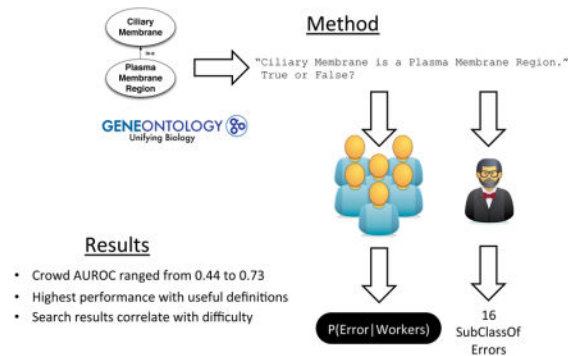 Method
Ciliary
Membrane
is-a
Plasma
Membrane
Region
"Ciliary Membrane is a Plasma Membrane Region."
True or False?
GENEONTOLOGY
Unifying Biology
Results
• Crowd AUROC ranged from 0.44 to 0.73
• Highest performance with useful definitions
• Search results correlate with difficulty
P(Error|Workers)
16
SubClassOf
Errors